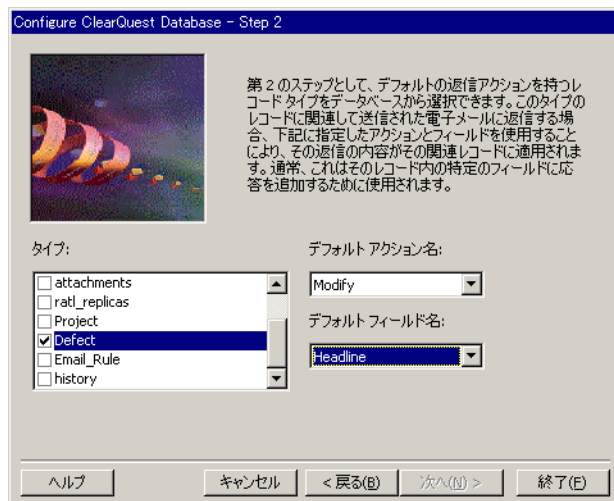 Configure ClearQuest Database - Step 2
第 2 のステップとして、デフォルトの返信アクションを持つレ
コード タイプをデータベースから選択できます。このタイプの
レコードに関連して送信された電子メールに返信する場
合、下記に指定したアクションとフィールドを使用すること
により、その返信の内容がその関連レコードに適用されま
す。通常、これはそのレコード内の特定のフィールドに応
答を追加するために使用されます。
タイプ:
attachments
ratl_replicas
Project
Defect
Email_Rule
history
デフォルト アクション名:
Modify
デフォルト フィールド名:
Headline
ヘルプ
キャンセル
< 戻る(B)
次へ(N) >
終了(F)